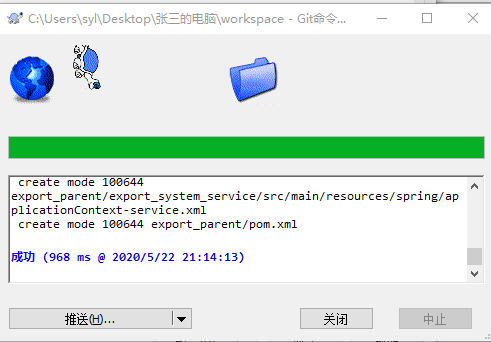 C:\Users\syl\Desktop\张三的电脑\workspace - Git命令...
create mode 100644
export_parent/export_system_service/src/main/resources/spring/ap
plicationContext-service.xml
create mode 100644 export_parent/pom.xml
成功 (968 ms @ 2020/5/22 21:14:13)
推送(H)...
关闭
中止